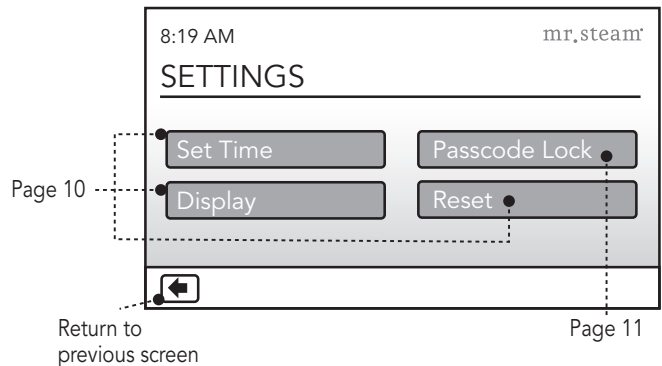 8:19 AM mr.steam
SETTINGS
Set Time Passcode Lock
Page 10
Display Reset
Return to
previous screen
Page 11